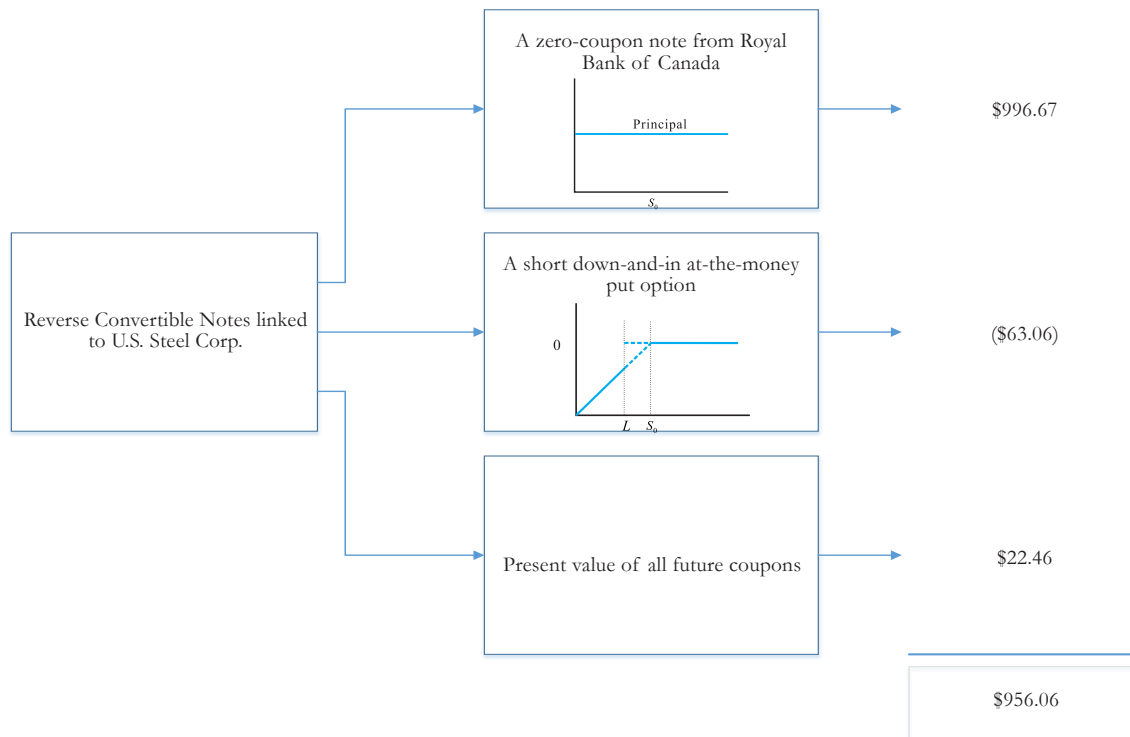 A zero-coupon note from Royal
Bank of Canada
Principal
$996.67
S₀
Reverse Convertible Notes linked
to U.S. Steel Corp.
A short down-and-in at-the-money
put option
0
($63.06)
L S₀
Present value of all future coupons
$22.46
$956.06